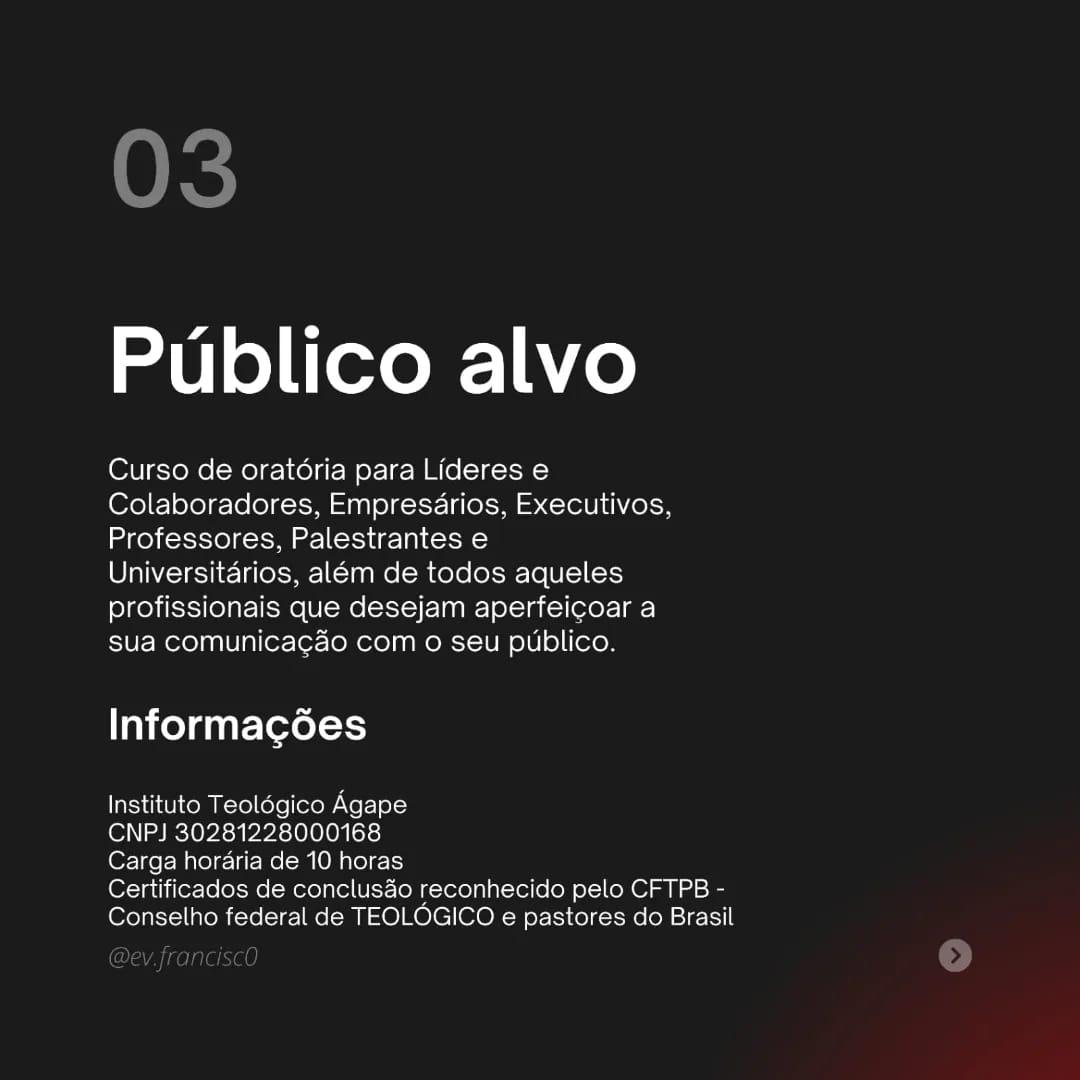 03
Público alvo
Curso de oratória para Líderes e
Colaboradores, Empresários, Executivos,
Professores, Palestrantes e
Universitários, além de todos aqueles
profissionais que desejam aperfeiçoar a
sua comunicação com o seu público.
Informações
Instituto Teológico Ágape
CNPJ 30281228000168
Carga horária de 10 horas
Certificados de conclusão reconhecido pelo CFTPB -
Conselho federal de TEOLÓGICO e pastores do Brasil
@ev.francisc0